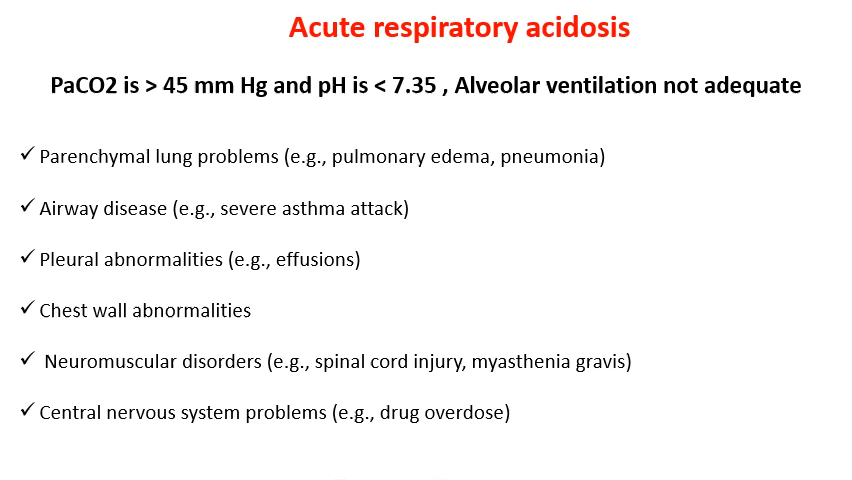 Acute respiratory acidosis
PaCO2 is > 45 mm Hg and pH is < 7.35 , Alveolar ventilation not adequate
✓ Parenchymal lung problems (e.g., pulmonary edema, pneumonia)
✓ Airway disease (e.g., severe asthma attack)
✓ Pleural abnormalities (e.g., effusions)
✓ Chest wall abnormalities
✓ Neuromuscular disorders (e.g., spinal cord injury, myasthenia gravis)
✓ Central nervous system problems (e.g., drug overdose)